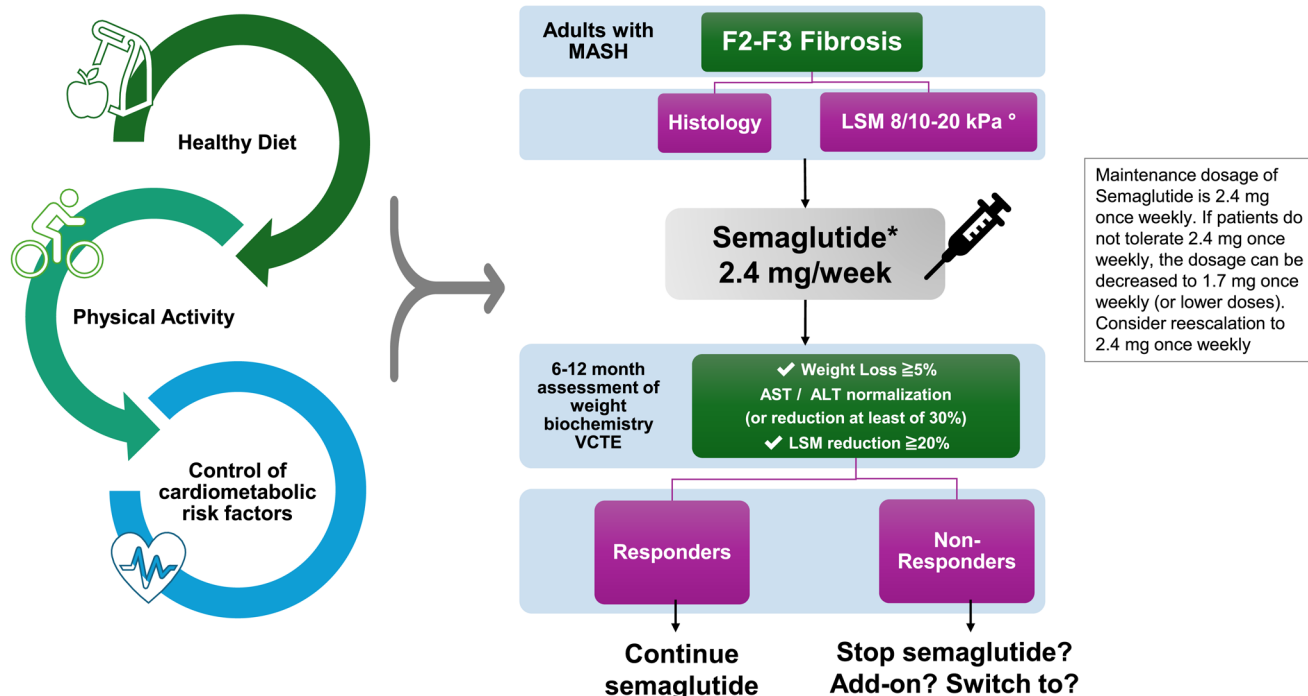 Healthy Diet
Physical Activity
Control of
cardiometabolic
risk factors
Adults with
MASH
F2-F3 Fibrosis
Histology
LSM 8/10-20 kPa °
Semaglutide*
2.4 mg/week
Maintenance dosage of
Semaglutide is 2.4 mg
once weekly. If patients do
not tolerate 2.4 mg once
weekly, the dosage can be
decreased to 1.7 mg once
weekly (or lower doses).
Consider reescalation to
2.4 mg once weekly
6-12 month
assessment of
weight
biochemistry
VCTE
✓ Weight Loss ≧5%
AST / ALT normalization
(or reduction at least of 30%)
✓ LSM reduction ≧20%
Responders
Non-
Responders
Continue
semaglutide
Stop semaglutide?
Add-on? Switch to?